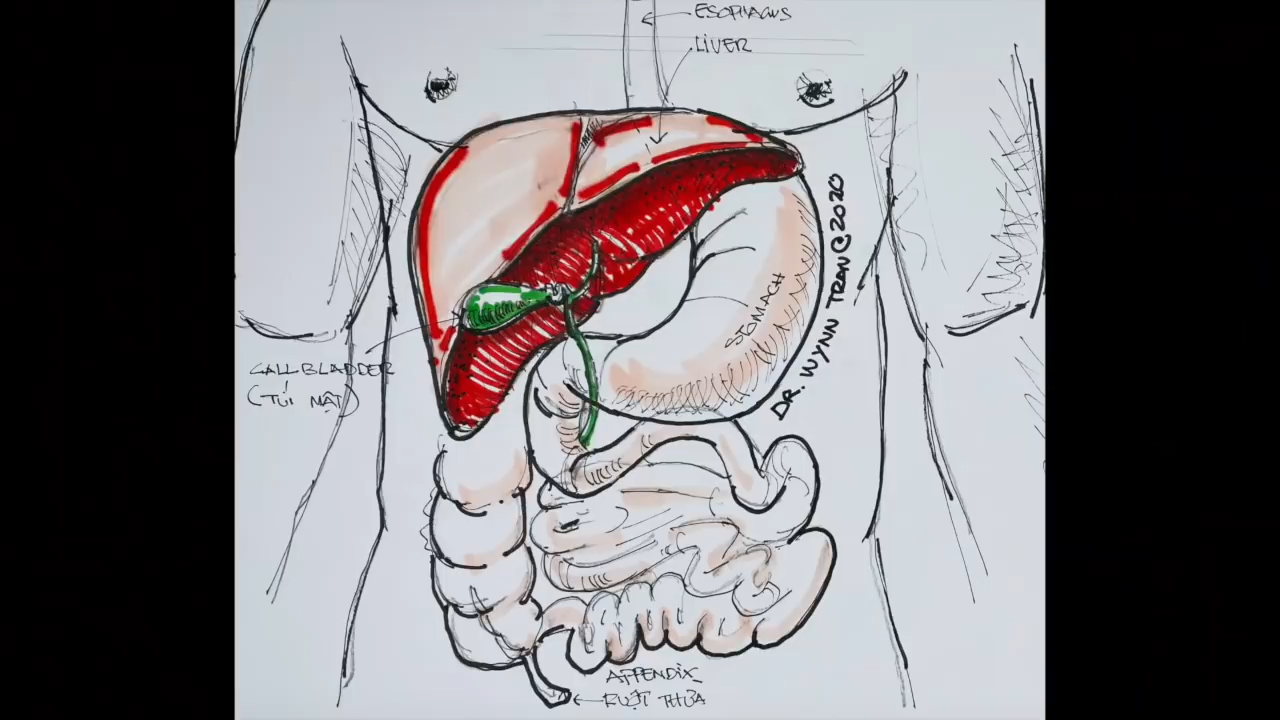 ESOPHAGUS
LIVER
STOMACH
DR. WYNN TRAN © 2020
GALLBLADDER
(TÚI MẬT)
APPENDIX
RUỘT THỪA